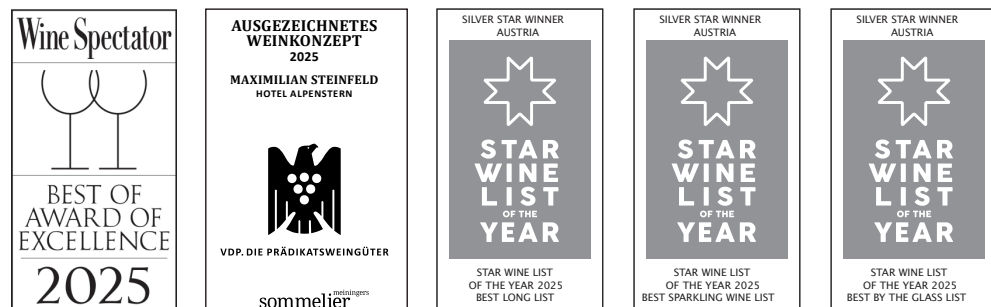 Wine Spectator
BEST OF
AWARD OF
EXCELLENCE
2025
AUSGEZEICHNETES
WEINKONZEPT
2025
MAXIMILIAN STEINFELD
HOTEL ALPENSTERN
VDP. DIE PRÄDIKATSWEINGÜTER
meiningers
sommelier
SILVER STAR WINNER
AUSTRIA
STAR
WINE
LIST
OF THE
YEAR
STAR WINE LIST
OF THE YEAR 2025
BEST LONG LIST
SILVER STAR WINNER
AUSTRIA
STAR
WINE
LIST
OF THE
YEAR
STAR WINE LIST
OF THE YEAR 2025
BEST SPARKLING WINE LIST
SILVER STAR WINNER
AUSTRIA
STAR
WINE
LIST
OF THE
YEAR
STAR WINE LIST
OF THE YEAR 2025
BEST BY THE GLASS LIST